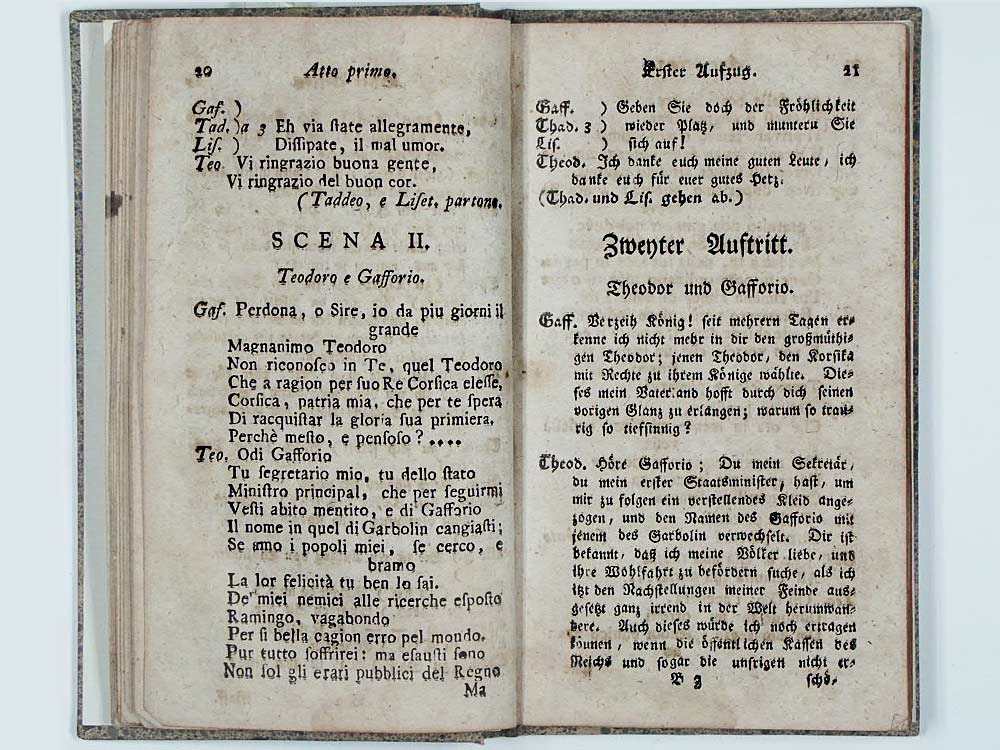 20 Atto primo.
Gaf. )
Tad. )a 3 Eh via ſtate allegramente,
Liſ. ) Diſſipate, il mal umor.
Teo. Vi ringrazio buona gente,
Vi ringrazio del buon cor.
( Taddeo, e Liſet. partono.
SCENA II.
Teodoro e Gafforio.
Gaf. Perdona, o Sire, io da piu giorni il
grande
Magnanimo Teodoro
Non riconoſco in Te, quel Teodoro
Che a ragion per ſuo Re Corſica eleſſe,
Corſica, patria mia, che per te ſpera
Di racquiſtar la gloria ſua primiera.
Perchè meſto, e penſoſo ? ....
Teo. Odi Gafforio
Tu ſegretario mio, tu dello ſtato
Miniſtro principal, che per ſeguirmi
Veſti abito mentito, e di Gafforio
Il nome in quel di Garbolin cangiaſti;
Se amo i popoli miei, ſe cerco, e
bramo
La lor felicità tu ben lo ſai.
De' miei nemici alle ricerche eſpoſto
Ramingo, vagabondo
Per ſi bella cagion erro pel mondo.
Pur tutto ſoffrirei: ma eſauſti ſono
Non ſol gli erari pubblici del Regno
Ma
Erſter Aufzug. 21
Gaff. ) Geben Sie doch der Fröhlichkeit
Thad. 3 ) wieder Platz, und muntern Sie
Liſ. ) ſich auf!
Theod. Ich danke euch meine guten Leute, ich
danke euch für euer gutes Herz.
(Thad. und Liſ. gehen ab.)
Zweyter Auftritt.
Theodor und Gafforio.
Gaff. Verzeih König! ſeit mehrern Tagen er-
kenne ich nicht mehr in dir den großmüthi-
gen Theodor; jenen Theodor, den Korſika
mit Rechte zu ihrem Könige wählte. Die-
ſes mein Vaterland hofft durch dich ſeinen
vorigen Glanz zu erlangen; warum ſo trau-
rig ſo tiefſinnig?
Theod. Höre Gafforio; Du mein Sekretär,
du mein erſter Staatsminiſter, haſt, um
mir zu folgen ein verſtellendes Kleid ange-
zogen, und den Namen des Gafforio mit
jenem des Garbolin verwechſelt. Dir iſt
bekannt, daß ich meine Völker liebe, und
ihre Wohlfahrt zu befördern ſuche, als ich
itzt den Nachſtellungen meiner Feinde aus-
geſetzt ganz irrend in der Welt herumwan-
dere. Auch dieſes würde ich noch ertragen
können, wenn die öffentlichen Kaſſen des
Reichs und ſogar die unſrigen nicht er-
B 3 ſchö-